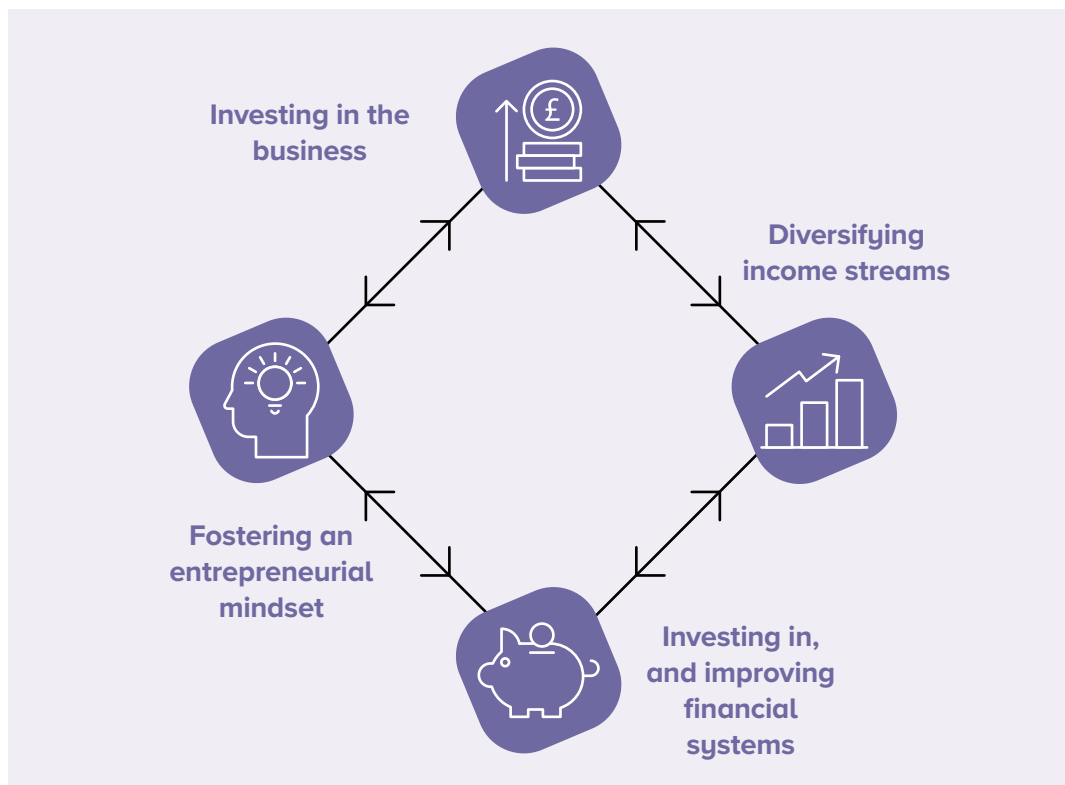 Investing in the
business
£
Diversifying
income streams
Fostering an
entrepreneurial
mindset
Investing in,
and improving
financial
systems